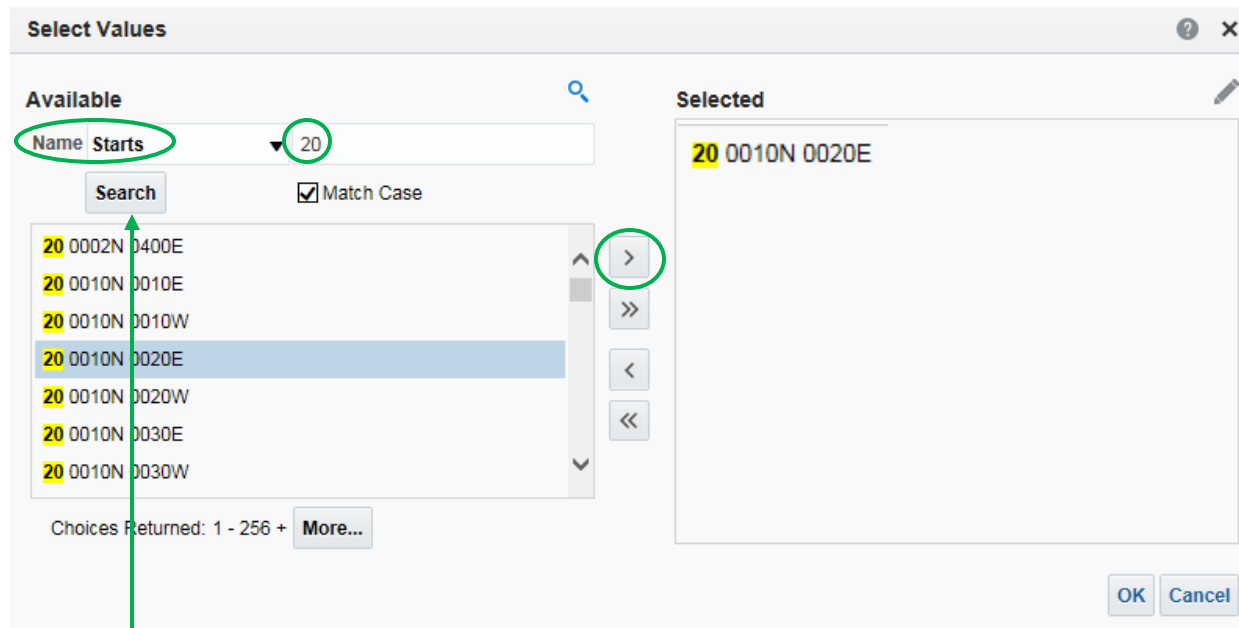 Select Values
Available
Name Starts 20
Search Match Case
20 0002N 0400E
20 0010N 0010E
20 0010N 0010W
20 0010N 0020E
20 0010N 0020W
20 0010N 0030E
20 0010N 0030W
Choices Returned: 1 - 256 + More...
> 
»
<
«
Selected
20 0010N 0020E
OK Cancel